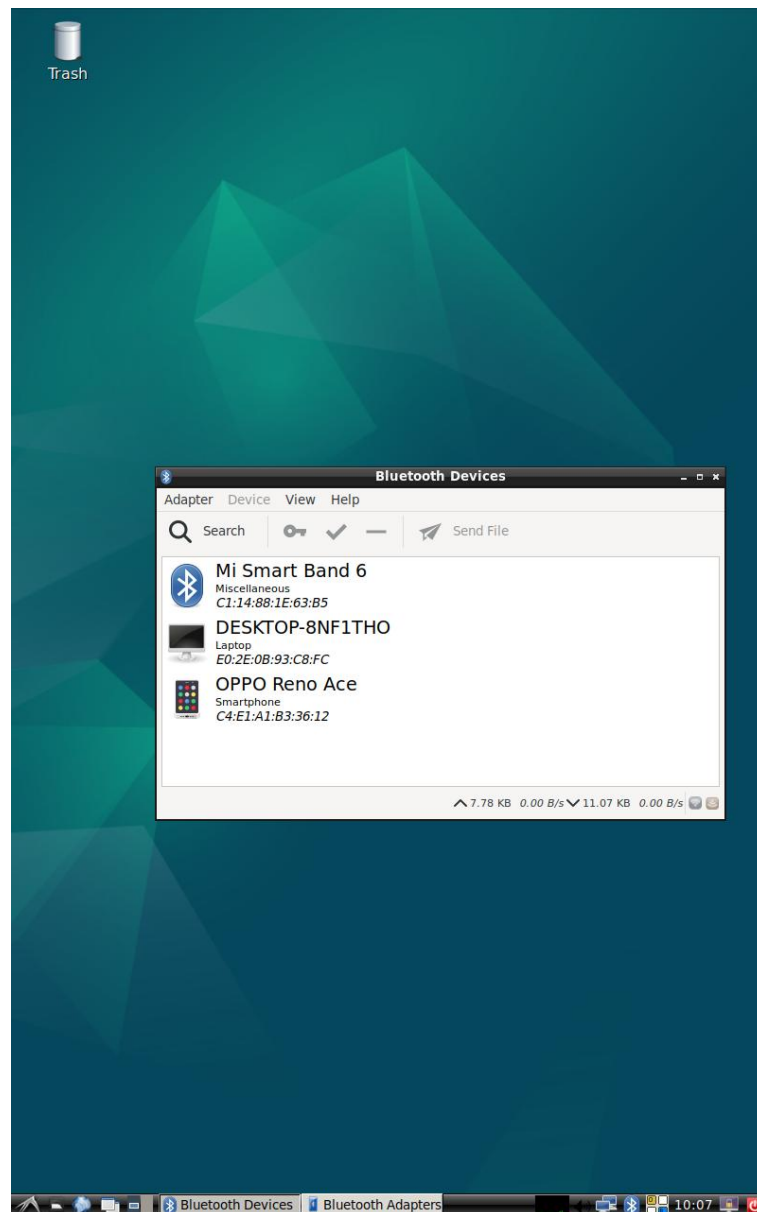 Trash
Bluetooth Devices
Adapter Device View Help
Search Send File
Mi Smart Band 6
Miscellaneous
C1:14:88:1E:63:B5
DESKTOP-8NF1THO
Laptop
E0:2E:0B:93:C8:FC
OPPO Reno Ace
Smartphone
C4:E1:A1:B3:36:12
7.78 KB 0.00 B/s 11.07 KB 0.00 B/s
Bluetooth Devices Bluetooth Adapters 10:07